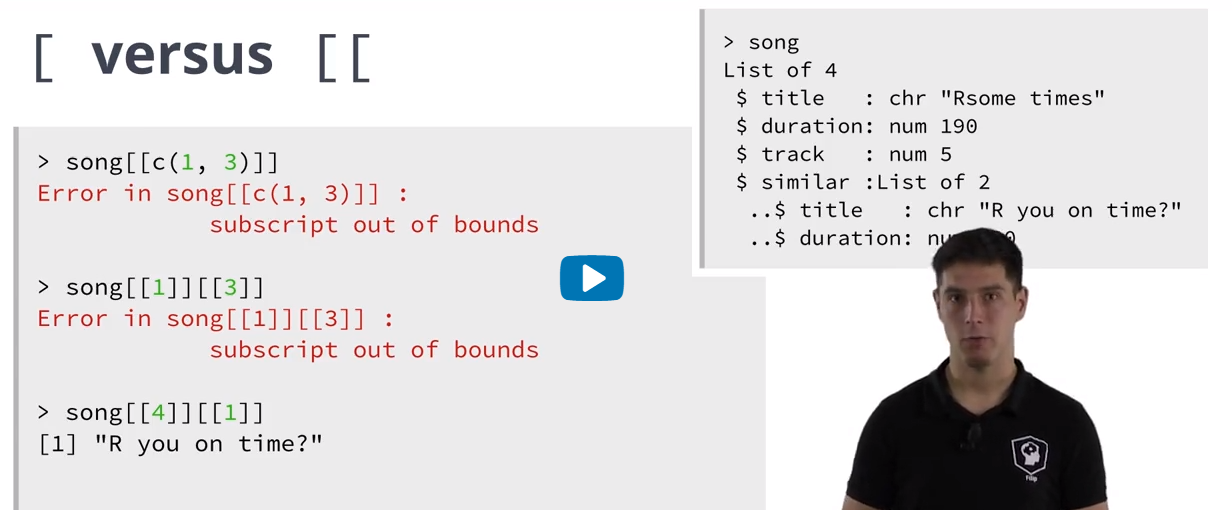 [ versus [[
> song[[c(1, 3)]]
Error in song[[c(1, 3)]] :
subscript out of bounds
> song[[1]][[3]]
Error in song[[1]][[3]] :
subscript out of bounds
> song[[4]][[1]]
[1] "R you on time?"
> song
List of 4
$ title : chr "Rsome times"
$ duration: num 190
$ track : num 5
$ similar :List of 2
..$ title : chr "R you on time?"
..$ duration:
Filip